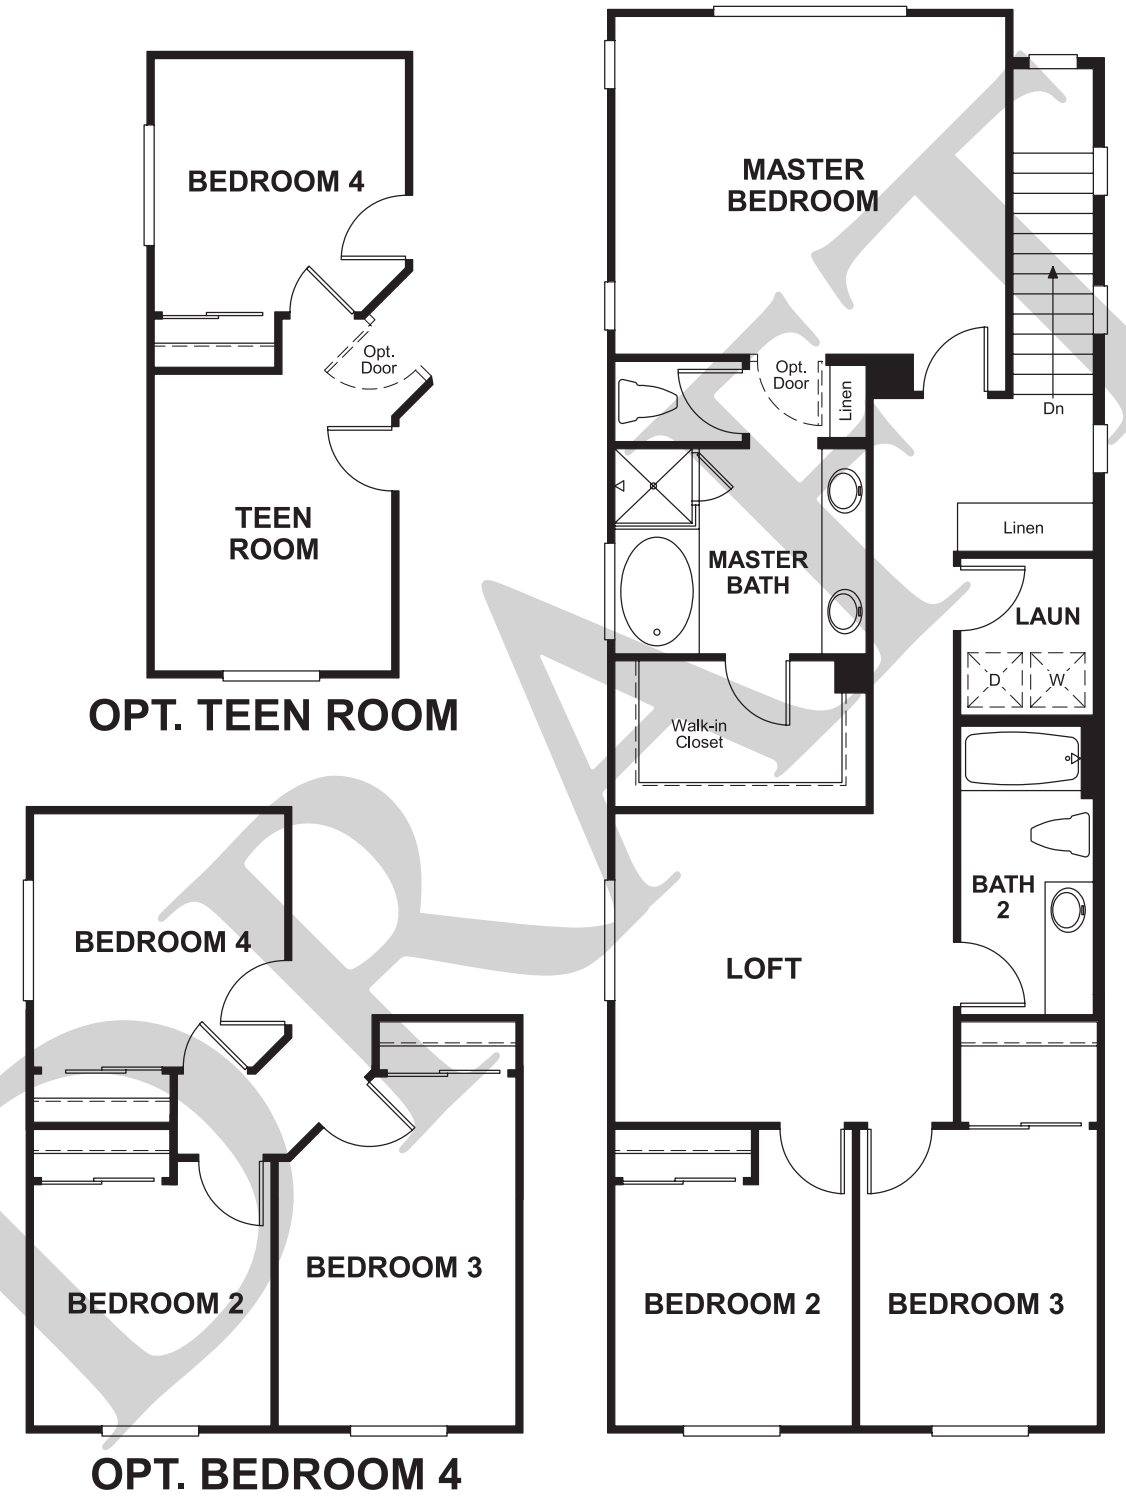 BEDROOM 4
Opt.
Door
TEEN
ROOM
OPT. TEEN ROOM
BEDROOM 4
BEDROOM 3
BEDROOM 2
OPT. BEDROOM 4
MASTER
BEDROOM
Opt.
Door
Linen
Dn
Linen
MASTER
BATH
LAUN
D
W
Walk-in
Closet
BATH
2
LOFT
BEDROOM 2
BEDROOM 3
DRAFT